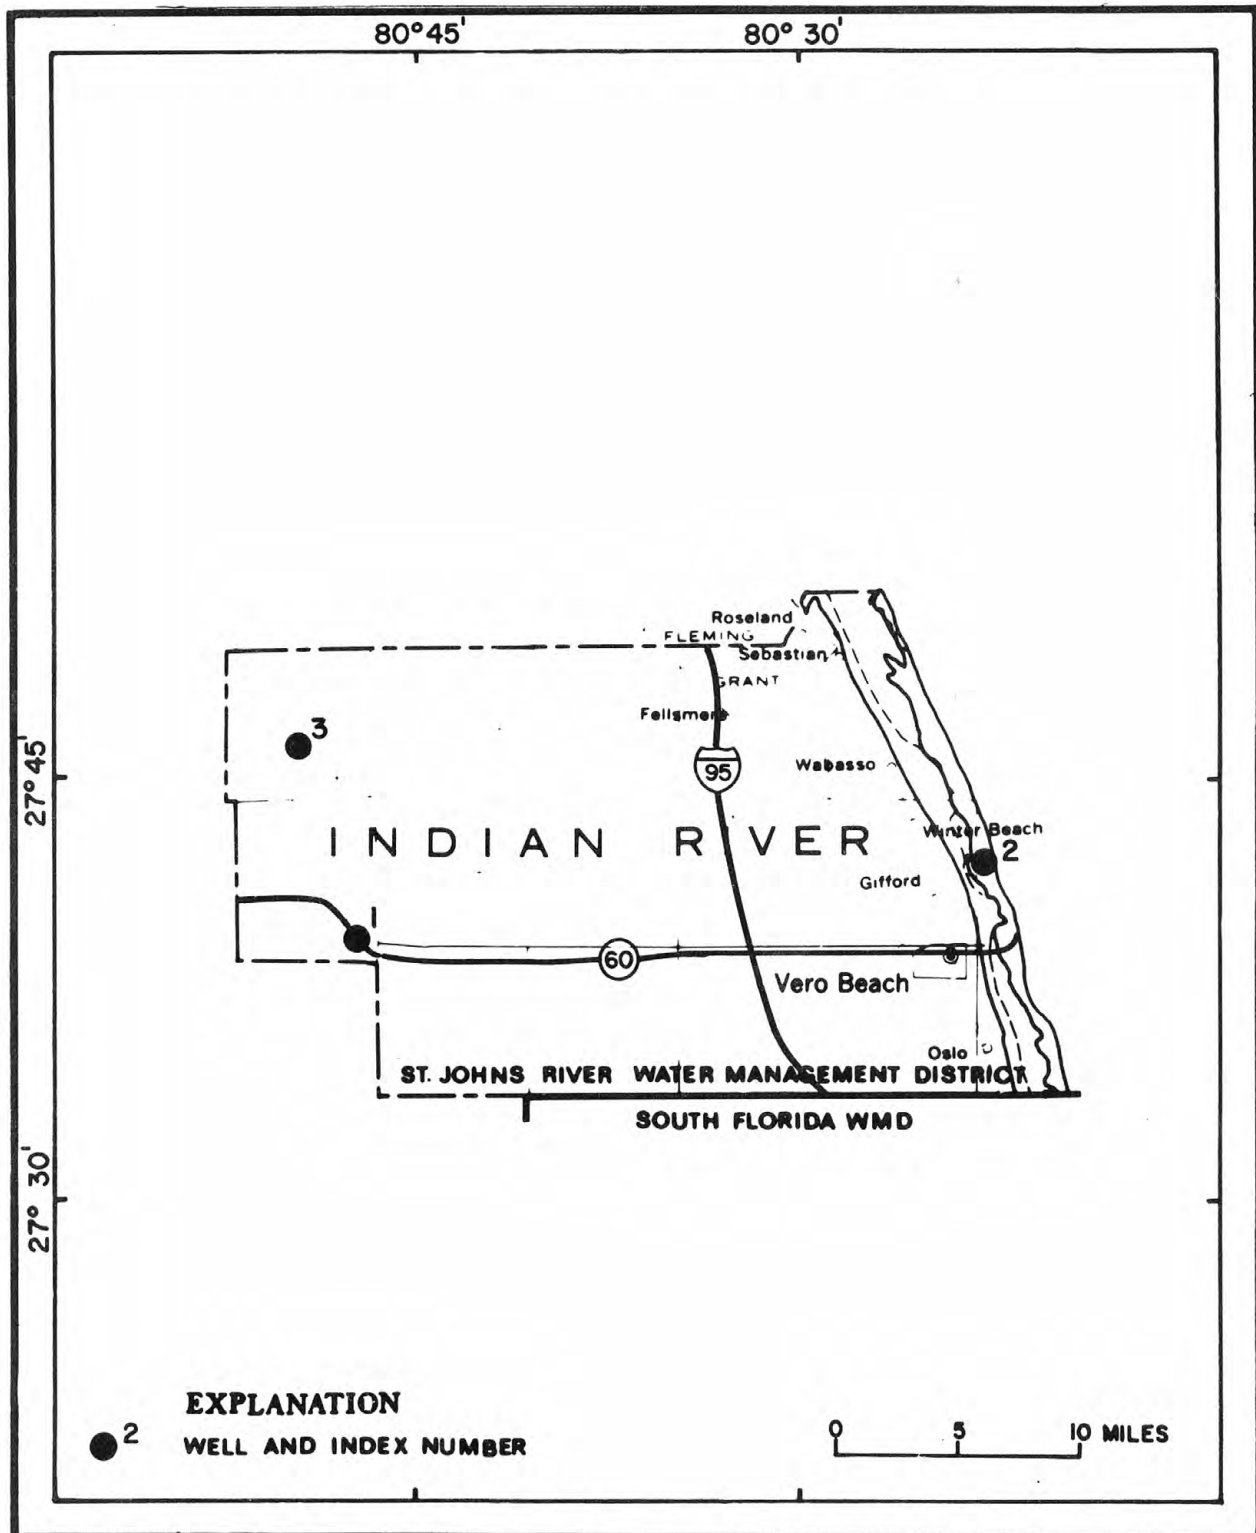 80°45' 80°30'
Roseland
FLEMING
Sebastian
GRANT
Fellsmere
3
27°45'
95
Wabasso
INDIAN RIVER
Winter Beach
2
Gifford
1
60
Vero Beach
Oslo
ST. JOHNS RIVER WATER MANAGEMENT DISTRICT
SOUTH FLORIDA WMD
27° 30'
EXPLANATION
2
WELL AND INDEX NUMBER
0 5 10 MILES